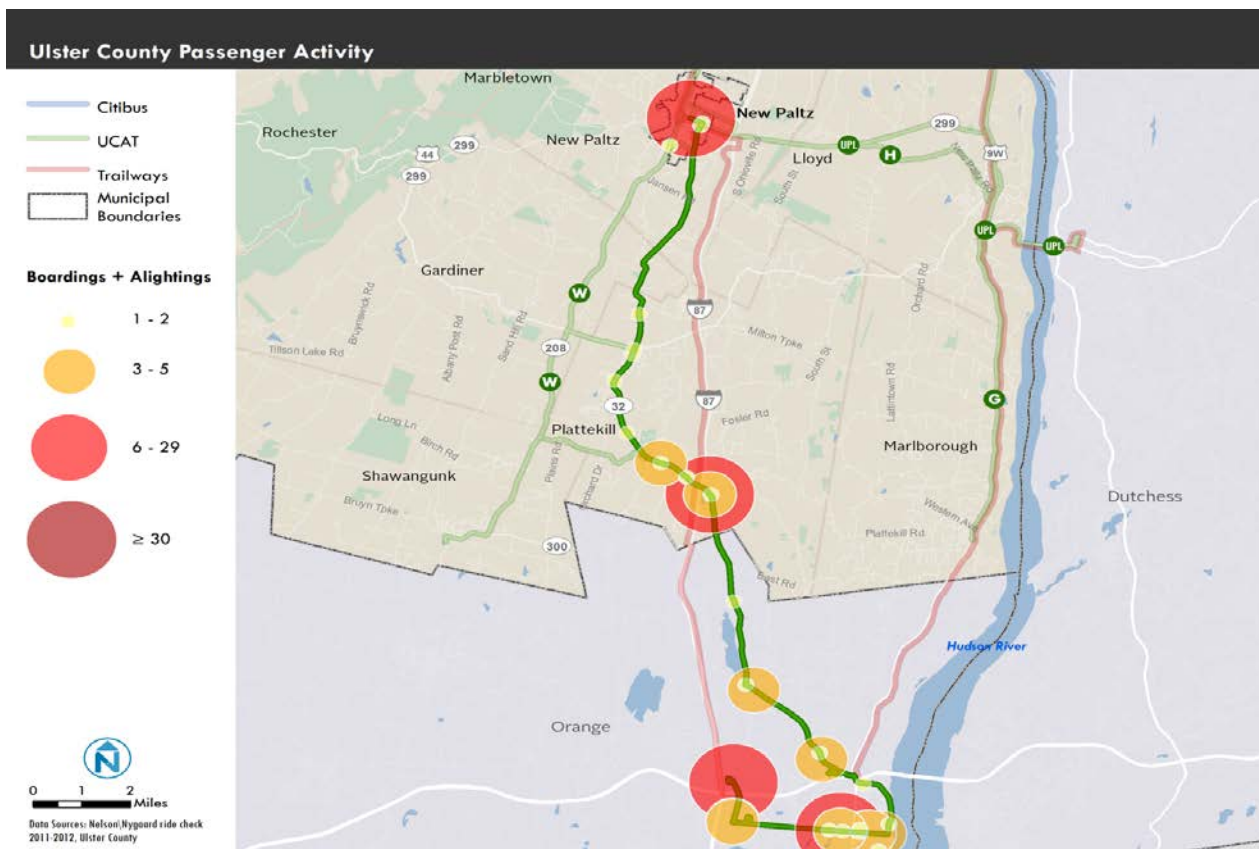 Ulster County Passenger Activity
Citibus
UCAT
Trailways
Municipal
Boundaries
Boardings + Alightings
1 - 2
3 - 5
6 - 29
≥ 30
N
0 1 2
Miles
Data Sources: Nelson\Nygaard ride check
2011-2012, Ulster County
Marbletown
New Paltz
Rochester
299
44
299
New Paltz
Lloyd
UPL
H
299
9W
New Paltz Rd
S Ohioville Rd
South St
Jansen Rd
UPL
UPL
Gardiner
W
87
Orchard Rd
Bruynswick Rd
Albany Post Rd
Sand Hill Rd
Tillson Lake Rd
208
Milton Tpke
South St
W
32
87
Lattintown Rd
G
Long Ln
Birch Rd
Plattekill
Foster Rd
Marlborough
Shawangunk
Plains Rd
Orchard Dr
Bruyn Tpke
300
Western Ave
Plattekill Rd
Dutchess
East Rd
Hudson River
Orange